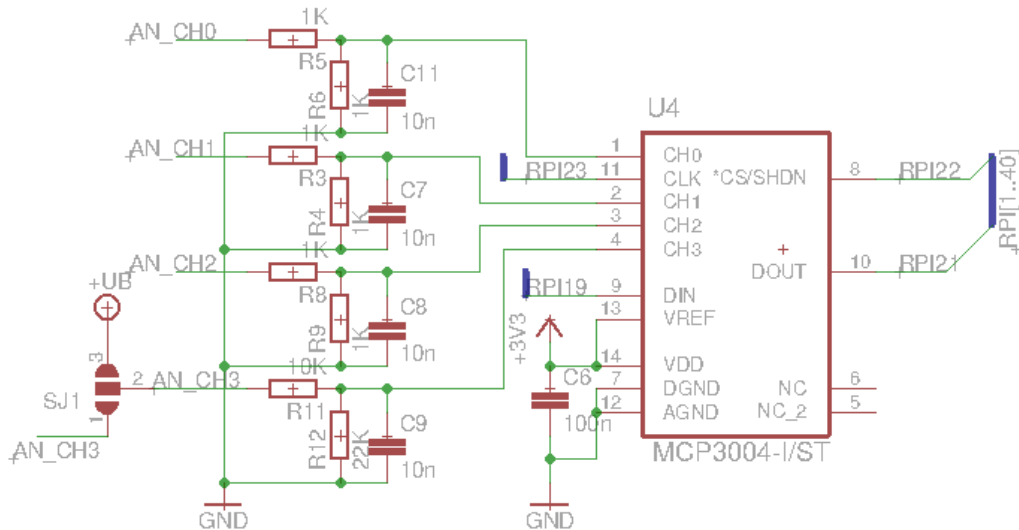 AN_CH0
1K
R5
R6
1K
C11
10n
AN_CH1
1K
R3
R4
1K
C7
10n
AN_CH2
1K
R8
R9
1K
C8
10n
+UB
3
2
1
SJ1
AN_CH3
AN_CH3
10K
R11
R12
22K
C9
10n
GND
U4
1
CH0
RPI23
11
CLK
2
CH1
3
CH2
4
CH3
RPI19
9
DIN
13
VREF
+3V3
14
VDD
C6
7
DGND
100n
12
AGND
GND
*CS/SHDN
8
RPI22
DOUT
10
RPI21
RPI[1..40]
NC
6
NC_2
5
MCP3004-I/ST